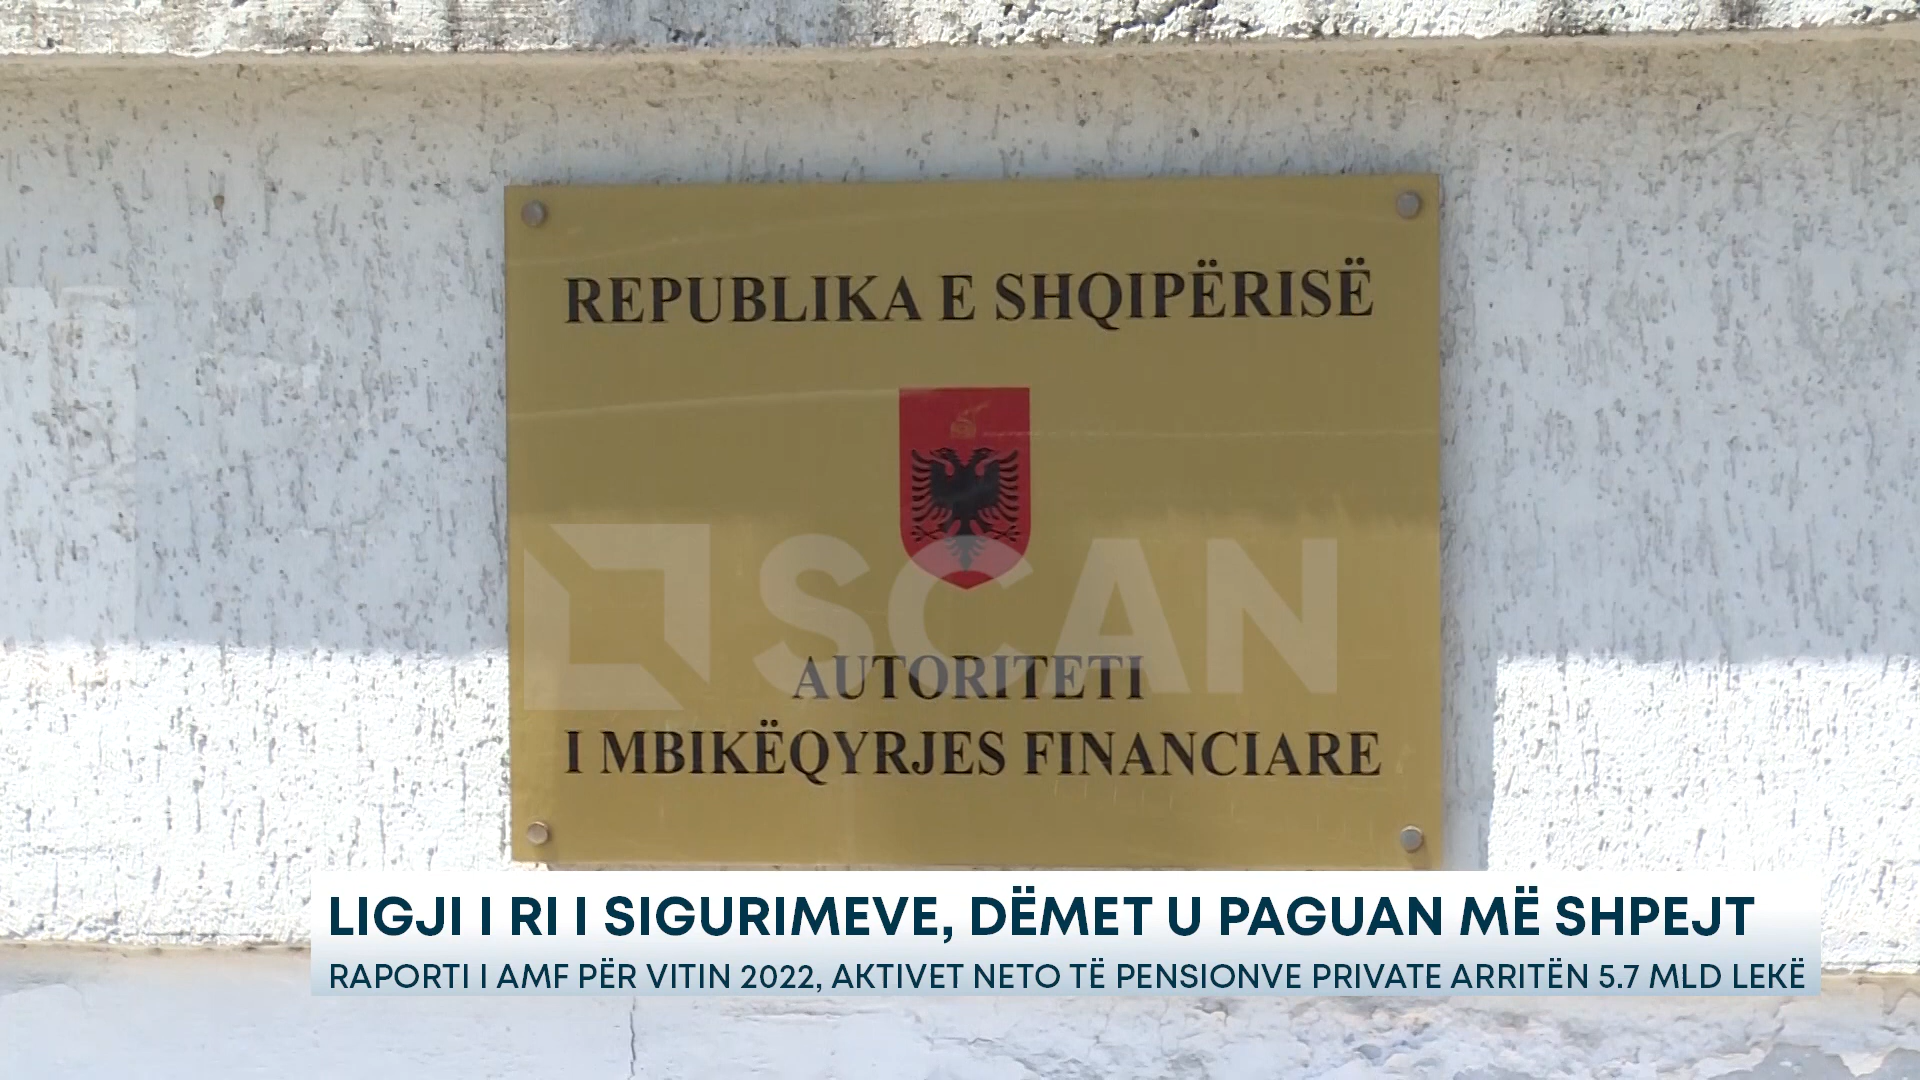 REPUBLIKA E SHQIPËRISË
SCAN
AUTORITETI
I MBIKËQYRJES FINANCIARE
LIGJI I RI I SIGURIMEVE, DËMET U PAGUAN MË SHPEJT
RAPORTI I AMF PËR VITIN 2022, AKTIVET NETO TË PENSIONVE PRIVATE ARRITËN 5.7 MLD LEKË